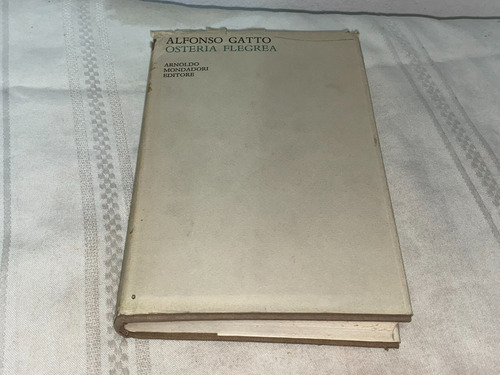 ALFONSO GATTO
OSTERIA FLEGREA
ARNOLDO
MONDADORI
EDITORE